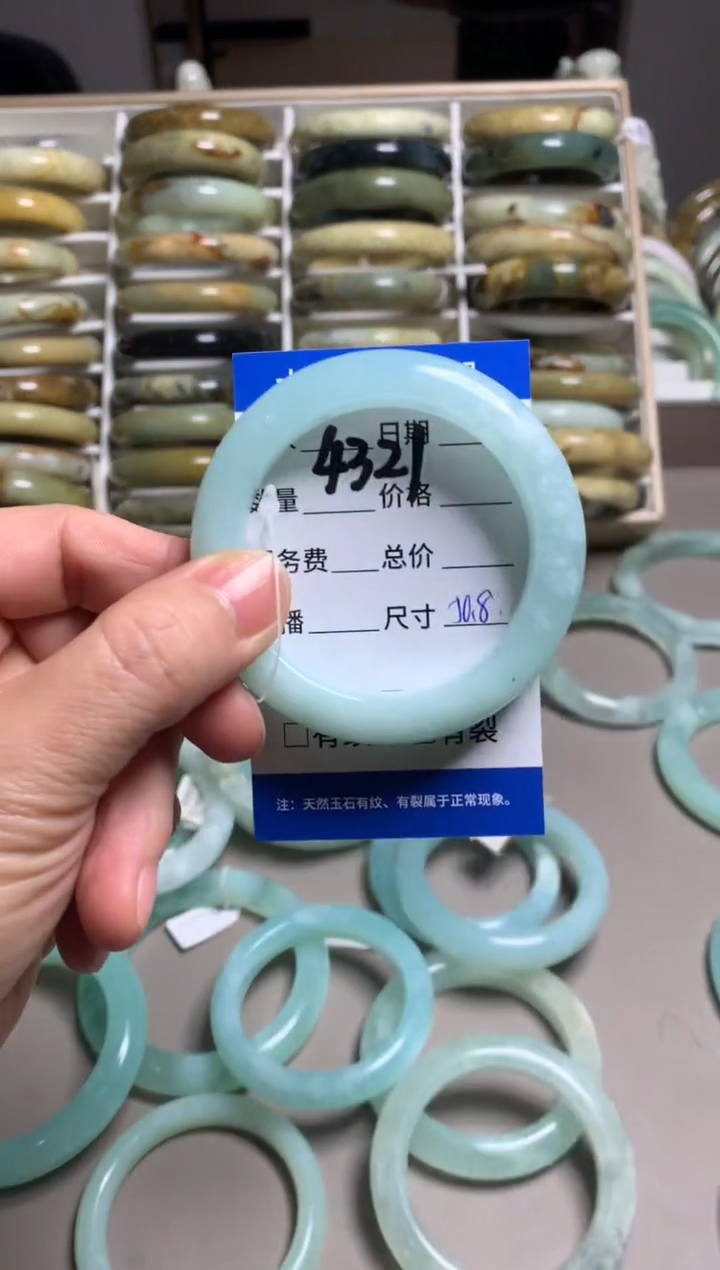 日期
4321
数量 价格
务费 总价
播 尺寸 50.8
有裂
注：天然玉石有纹、有裂属于正常现象。